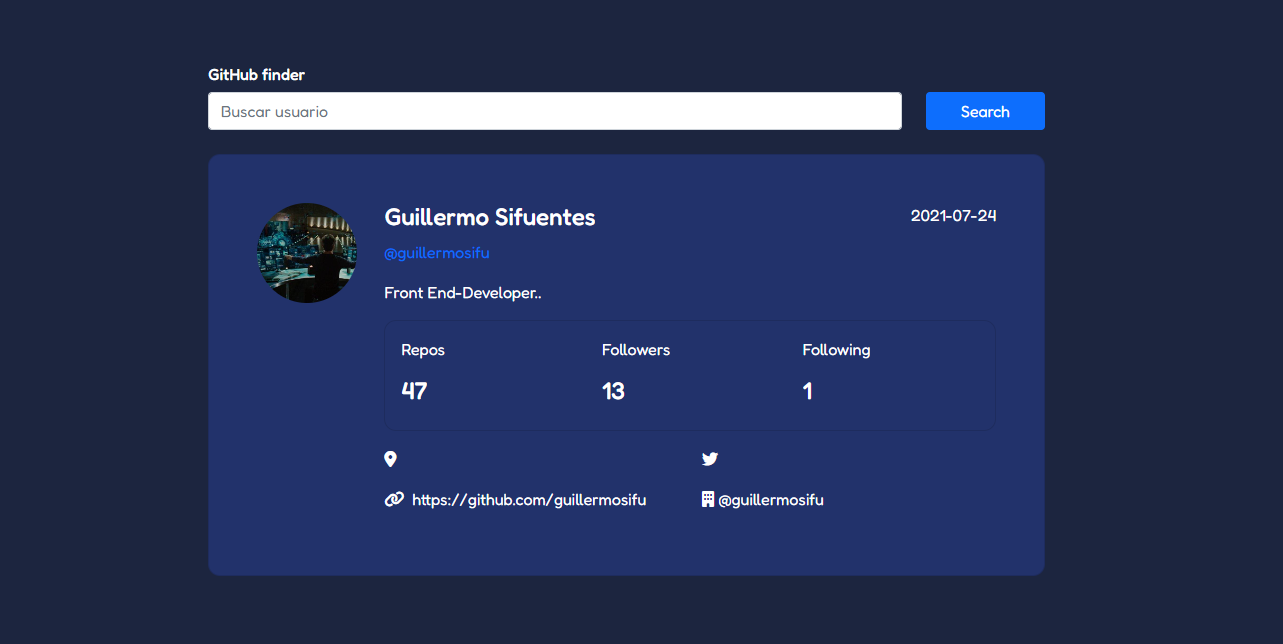 GitHub finder
Buscar usuario
Search
Guillermo Sifuentes
2021-07-24
@guillermosifu
Front End-Developer..
Repos
Followers
Following
47
13
1
https://github.com/guillermosifu
@guillermosifu